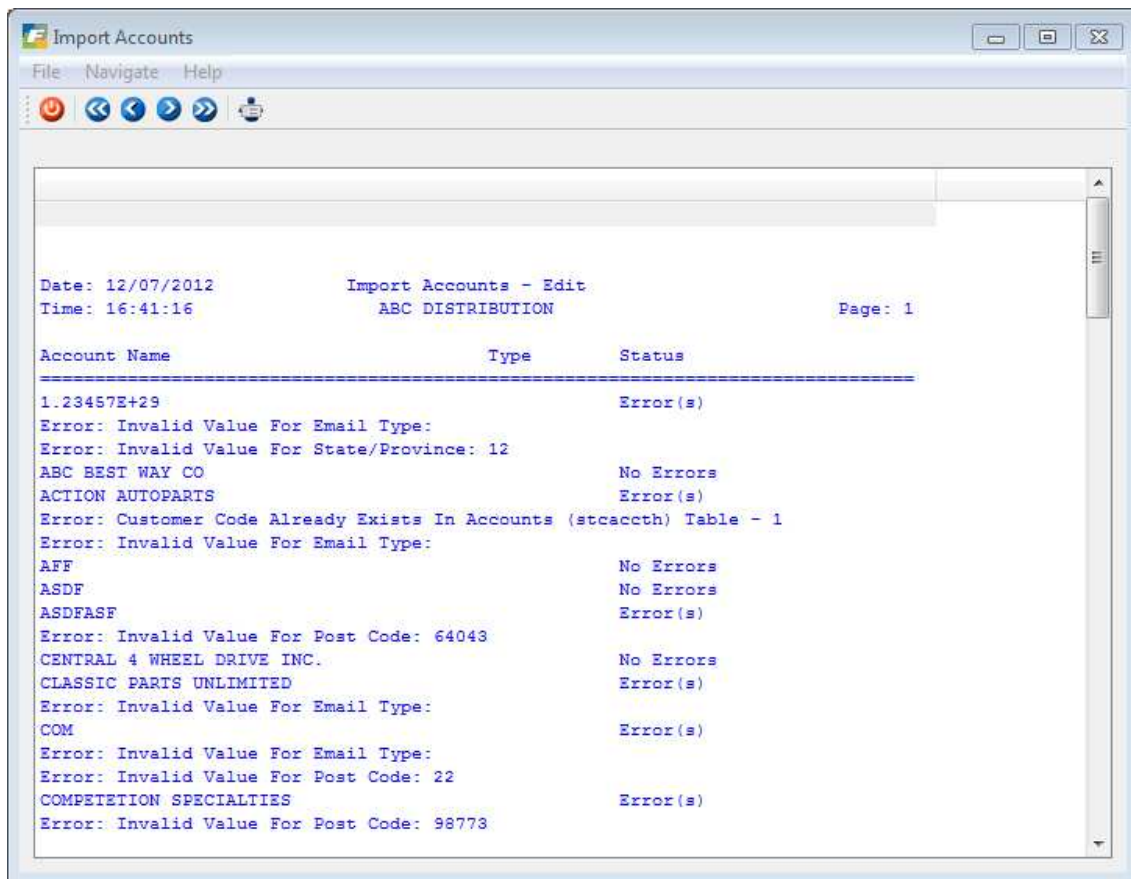 Import Accounts
File Navigate Help
Date: 12/07/2012 Import Accounts - Edit
Time: 16:41:16 ABC DISTRIBUTION Page: 1
Account Name Type Status
================================================================================
1.23457E+29 Error(s)
Error: Invalid Value For Email Type:
Error: Invalid Value For State/Province: 12
ABC BEST WAY CO No Errors
ACTION AUTOPARTS Error(s)
Error: Customer Code Already Exists In Accounts (stcaccth) Table - 1
Error: Invalid Value For Email Type:
AFF No Errors
ASDF No Errors
ASDFASF Error(s)
Error: Invalid Value For Post Code: 64043
CENTRAL 4 WHEEL DRIVE INC. No Errors
CLASSIC PARTS UNLIMITED Error(s)
Error: Invalid Value For Email Type:
COM Error(s)
Error: Invalid Value For Email Type:
Error: Invalid Value For Post Code: 22
COMPETETION SPECIALTIES Error(s)
Error: Invalid Value For Post Code: 98773